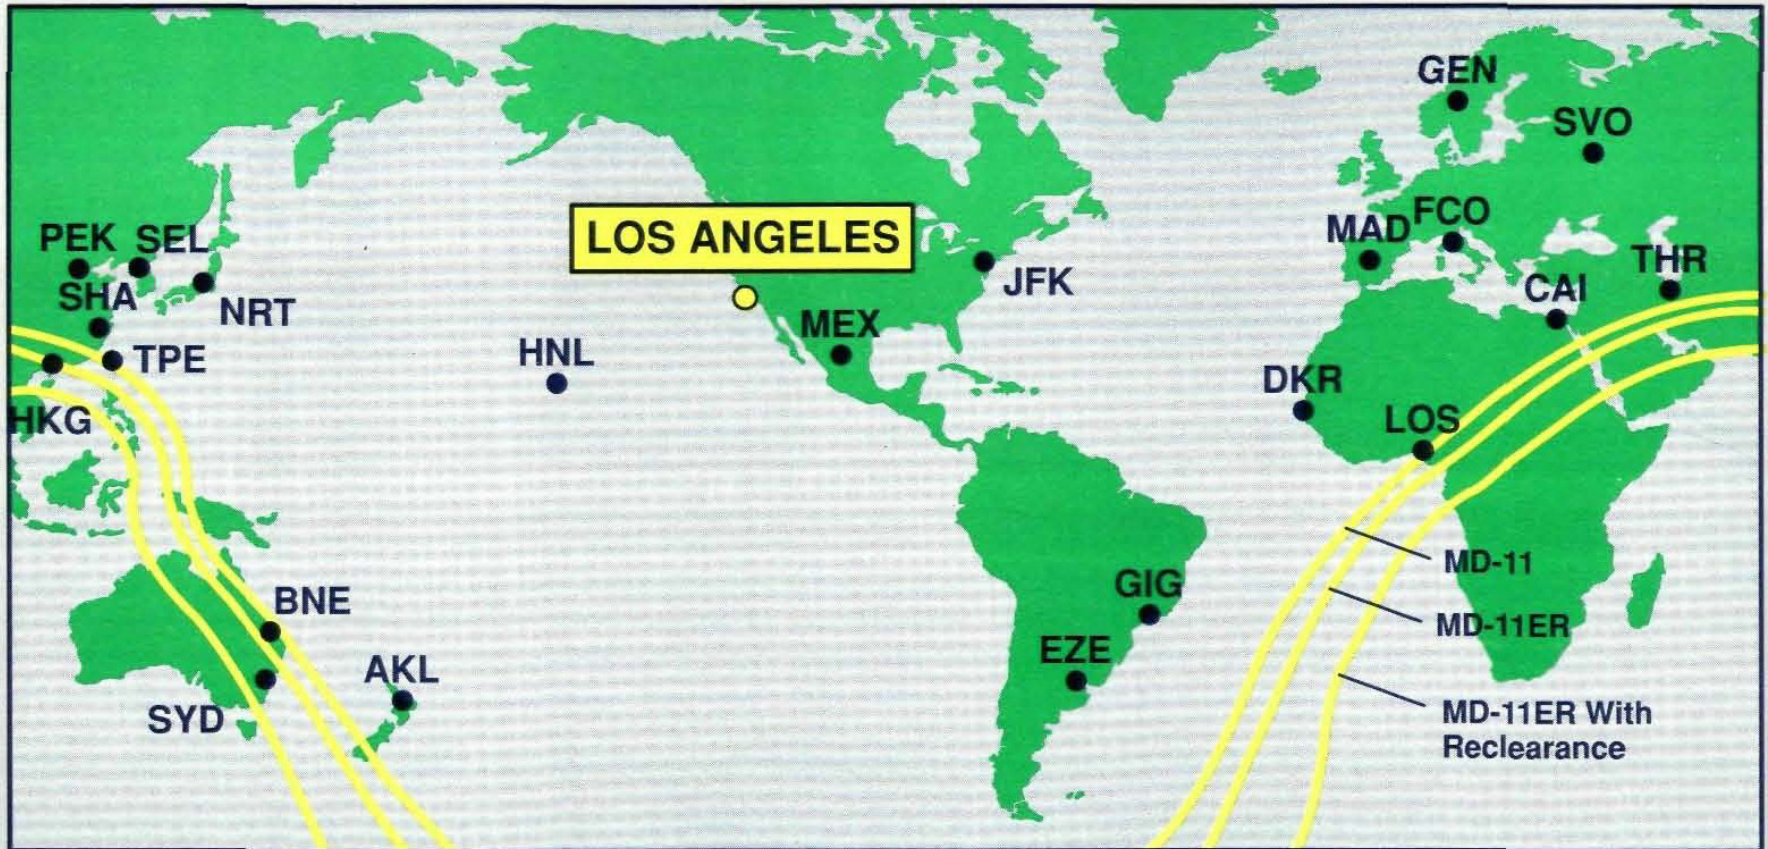 GEN
SVO
LOS ANGELES
PEK
SEL
MAD
FCO
THR
SHA
NRT
JFK
CAI
MEX
TPE
HNL
DKR
HKG
LOS
MD-11
GIG
BNE
MD-11ER
EZE
AKL
SYD
MD-11ER With
Reclearance